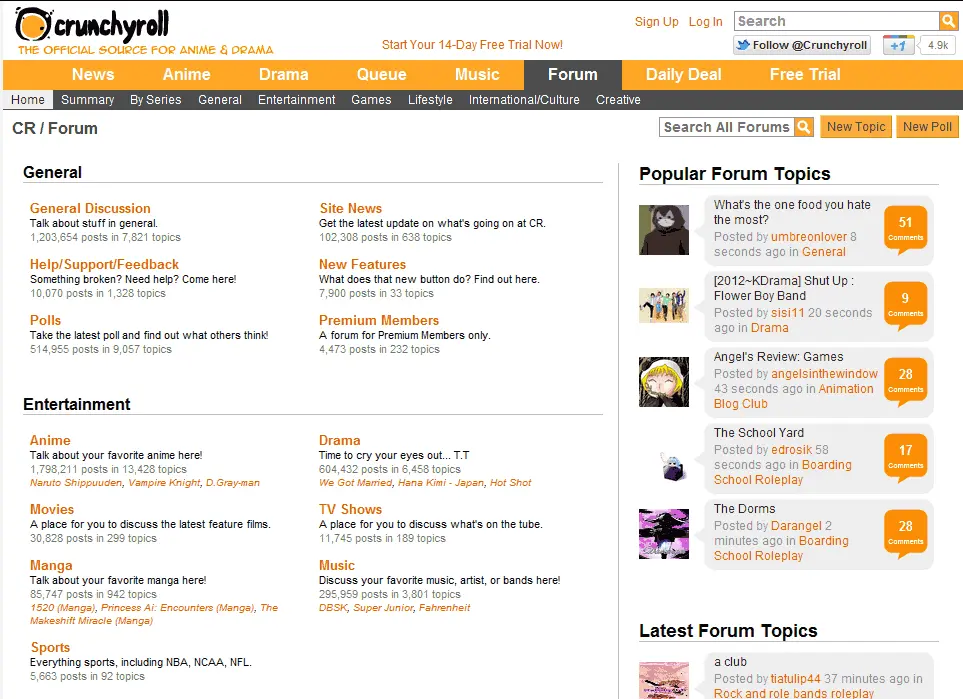 crunchyroll
THE OFFICIAL SOURCE FOR ANIME & DRAMA
Start Your 14-Day Free Trial Now!
Sign Up Log In Search
Follow @Crunchyroll +1 4.9k
News Anime Drama Queue Music Forum Daily Deal Free Trial
Home Summary By Series General Entertainment Games Lifestyle International/Culture Creative
CR / Forum
Search All Forums New Topic New Poll
General
General Discussion
Talk about stuff in general.
1,203,654 posts in 7,821 topics
Site News
Get the latest update on what's going on at CR.
102,308 posts in 638 topics
Help/Support/Feedback
Something broken? Need help? Come here!
10,070 posts in 1,328 topics
New Features
What does that new button do? Find out here.
7,900 posts in 33 topics
Polls
Take the latest poll and find out what others think!
514,955 posts in 9,057 topics
Premium Members
A forum for Premium Members only.
4,473 posts in 232 topics
Entertainment
Anime
Talk about your favorite anime here!
1,798,211 posts in 13,428 topics
Naruto Shippuuden, Vampire Knight, D.Gray-man
Drama
Time to cry your eyes out... T.T
604,432 posts in 6,458 topics
We Got Married, Hana Kimi - Japan, Hot Shot
Movies
A place for you to discuss the latest feature films.
30,828 posts in 299 topics
TV Shows
A place for you to discuss what's on the tube.
11,745 posts in 189 topics
Manga
Talk about your favorite manga here!
85,747 posts in 942 topics
1520 (Manga), Princess Ai: Encounters (Manga), The
Makeshift Miracle (Manga)
Music
Discuss your favorite music, artist, or bands here!
295,959 posts in 3,801 topics
DBSK, Super Junior, Fahrenheit
Sports
Everything sports, including NBA, NCAA, NFL.
5,663 posts in 92 topics
Popular Forum Topics
What's the one food you hate
the most?
Posted by umbreonlover 8
seconds ago in General
51
Comments
[2012~KDrama] Shut Up :
Flower Boy Band
Posted by sisi11 20 seconds
ago in Drama
9
Comments
Angel's Review: Games
Posted by angelsinthewindow
43 seconds ago in Animation
Blog Club
28
Comments
The School Yard
Posted by edrosik 58
seconds ago in Boarding
School Roleplay
17
Comments
The Dorms
Posted by Darangel 2
minutes ago in Boarding
School Roleplay
28
Comments
Latest Forum Topics
a club
Posted by tiatulip44 37 minutes ago in
Rock and role bands roleplay